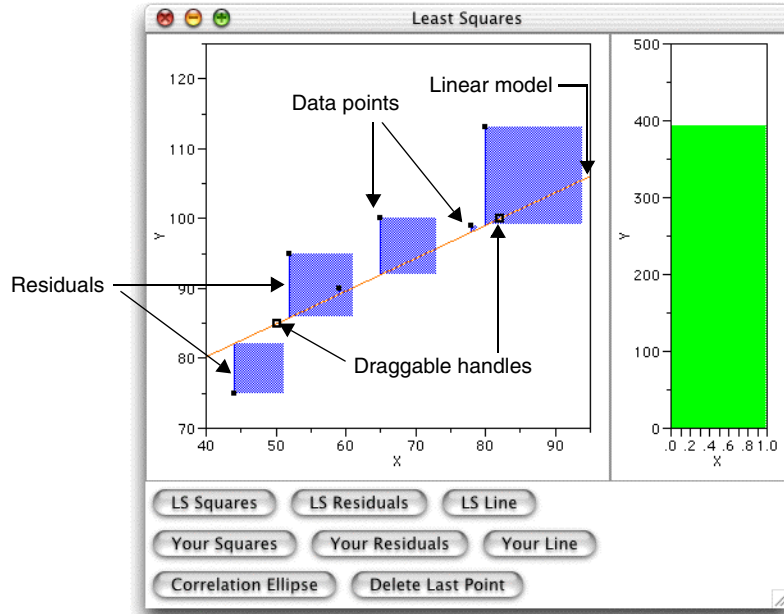 Least Squares
120
110
100
90
80
70
40
50
60
70
80
90
X
Y
Data points
Linear model
Residuals
Draggable handles
500
400
300
200
100
0
.0 .2 .4 .6 .8 1.0
X
Y
LS Squares
LS Residuals
LS Line
Your Squares
Your Residuals
Your Line
Correlation Ellipse
Delete Last Point